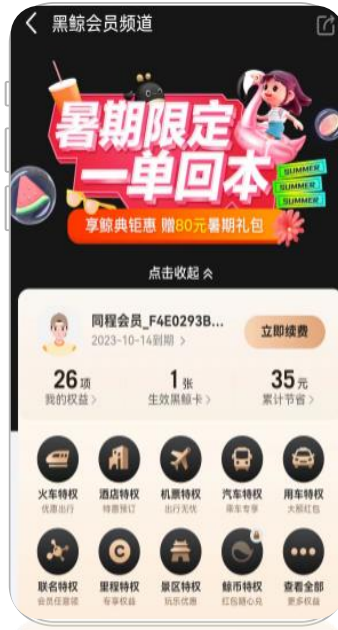 黑鲸会员频道
暑期限定
一单回本
SUMMER
SUMMER
SUMMER
享鲸典钜惠 赠80元暑期礼包
点击收起
同程会员_F4E0293B...
2023-10-14到期 >
立即续费
26项 1张 35元
我的权益> 生效黑鲸卡> 累计节省>
火车特权 酒店特权 机票特权 汽车特权 用车特权
优惠出行 特惠预订 出行无忧 乘车专享 大额红包
联名特权 里程特权 景区特权 鲸币特权 查看全部
会员任意领 专享权益 玩乐优惠 红包随心兑 更多权益